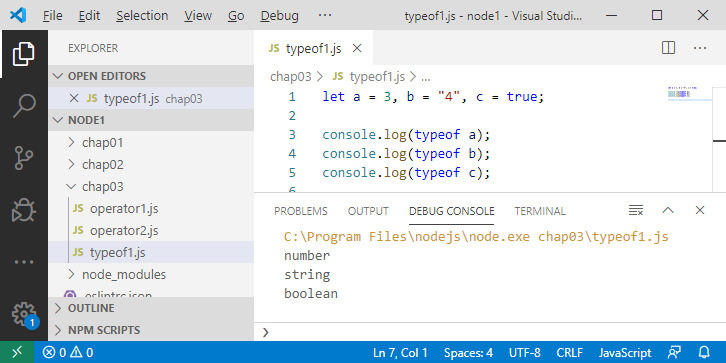 File Edit Selection View Go Debug ··· typeof1.js - node1 - Visual Studi...
EXPLORER
OPEN EDITORS
JS typeof1.js chap03
NODE1
chap01
chap02
chap03
JS operator1.js
JS operator2.js
JS typeof1.js
node_modules
.eslintrc.json
OUTLINE
NPM SCRIPTS
1
JS typeof1.js
chap03 > JS typeof1.js > ...
1 let a = 3, b = "4", c = true;
2
3 console.log(typeof a);
4 console.log(typeof b);
5 console.log(typeof c);
6
PROBLEMS OUTPUT DEBUG CONSOLE TERMINAL
C:\Program Files\nodejs\node.exe chap03\typeof1.js
number
string
boolean
>
0 0 Ln 7, Col 1 Spaces: 4 UTF-8 CRLF JavaScript